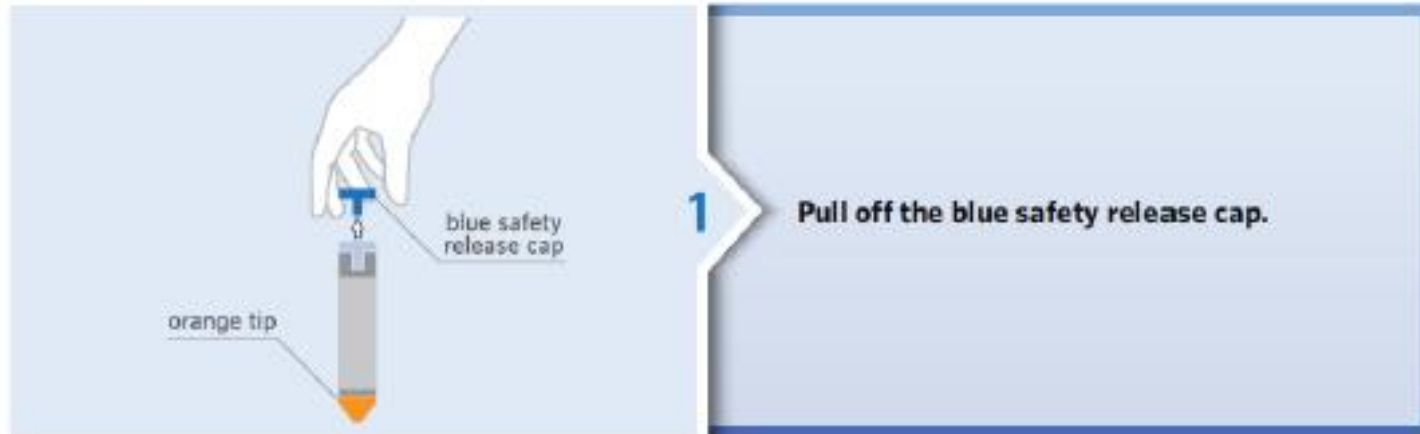 blue safety
release cap
orange tip
1
Pull off the blue safety release cap.